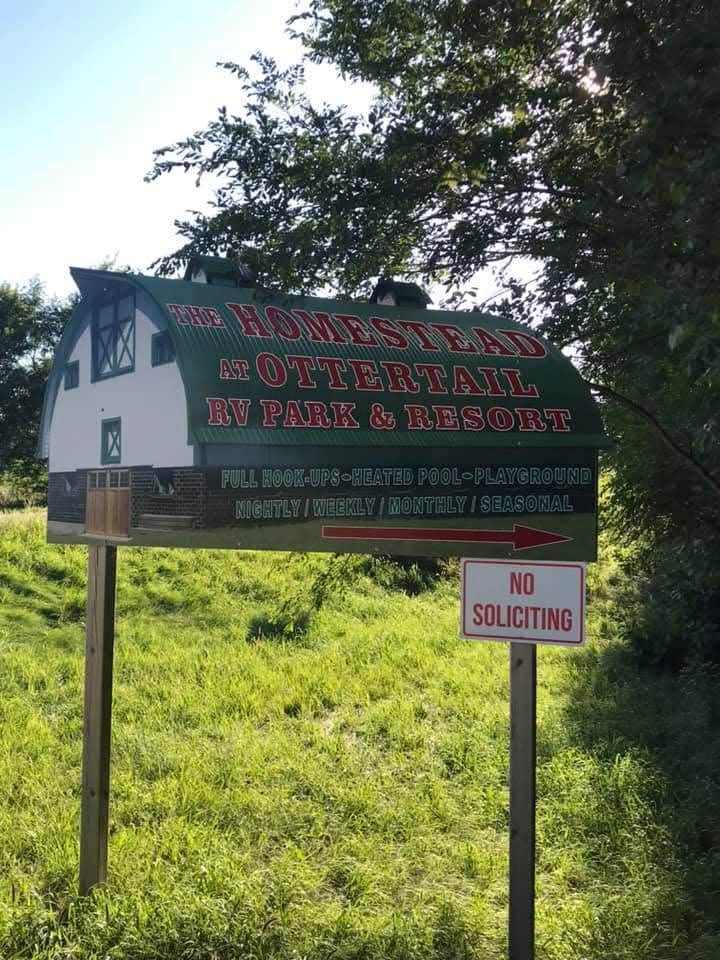 THE HOMESTEAD
AT OTTERTAIL
RV PARK & RESORT
FULL HOOK-UPS-HEATED POOL-PLAYGROUND
NIGHTLY / WEEKLY / MONTHLY / SEASONAL
NO
SOLICITING